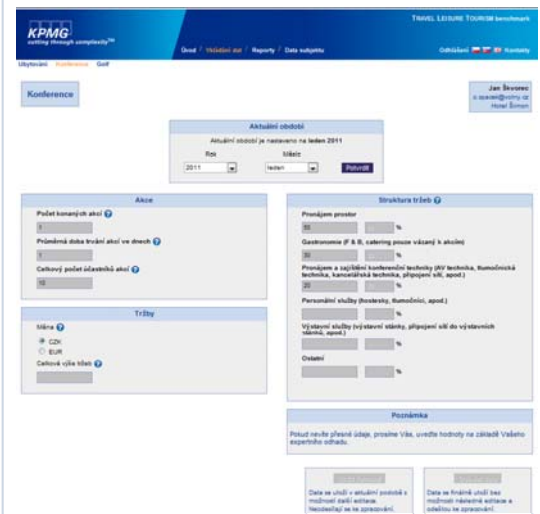 TRAVEL LEISURE TOURISM benchmark
KPMG
cutting through complexity™
Úvod / Vkládání dat / Reporty / Data subjektu
Odhlášení Kontakty
Ubytování Konference Golf
Konference
Jan Škvorec
Hotel Šimon
Aktuální období
Aktuální období je nastaveno na leden 2011
Rok Měsíc
2011 leden Potvrdit
Akce
Počet konaných akcí
1
Průměrná doba trvání akcí ve dnech
1
Celkový počet účastníků akcí
10
Tržby
Měna
CZK
EUR
Celková výše tržeb
Struktura tržeb
Pronájem prostor
50 %
Gastronomie (F & B, catering pouze vázaný k akcím)
30 %
Pronájem a zajištění konferenční techniky (AV technika, tlumočnická
technika, kancelářská technika, připojení sítí, apod.)
20 %
Personální služby (hostesky, tlumočníci, apod.)
%
Výstavní služby (výstavní stánky, připojení sítí do výstavních
stánků, apod.)
%
Ostatní
%
Poznámka
Pokud nevíte přesné údaje, prosíme Vás, uveďte hodnoty na základě Vašeho
expertního odhadu.
Data se uloží v aktuální podobě s
možností další editace.
Neodesílají se ke zpracování.
Data se finálně uloží bez
možnosti následné editace a
odešlou ke zpracování.